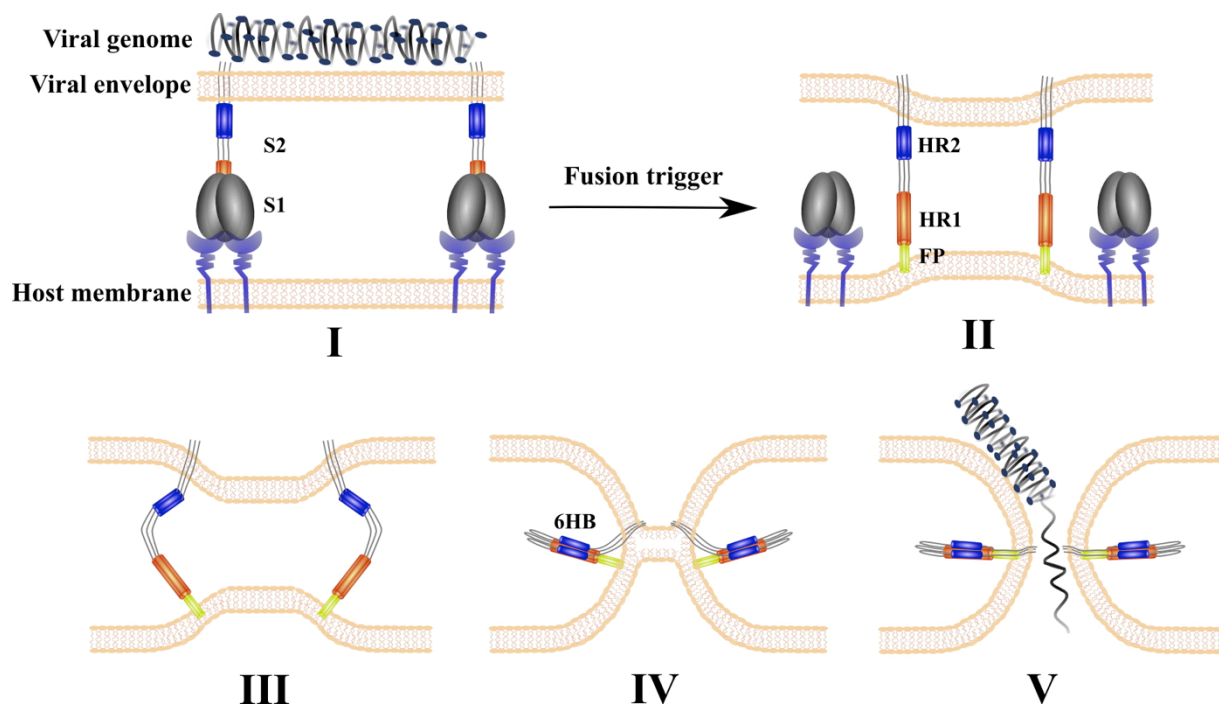 Viral genome
Viral envelope
S2
S1
Host membrane
I
Fusion trigger
HR2
HR1
FP
II
III
6HB
IV
V